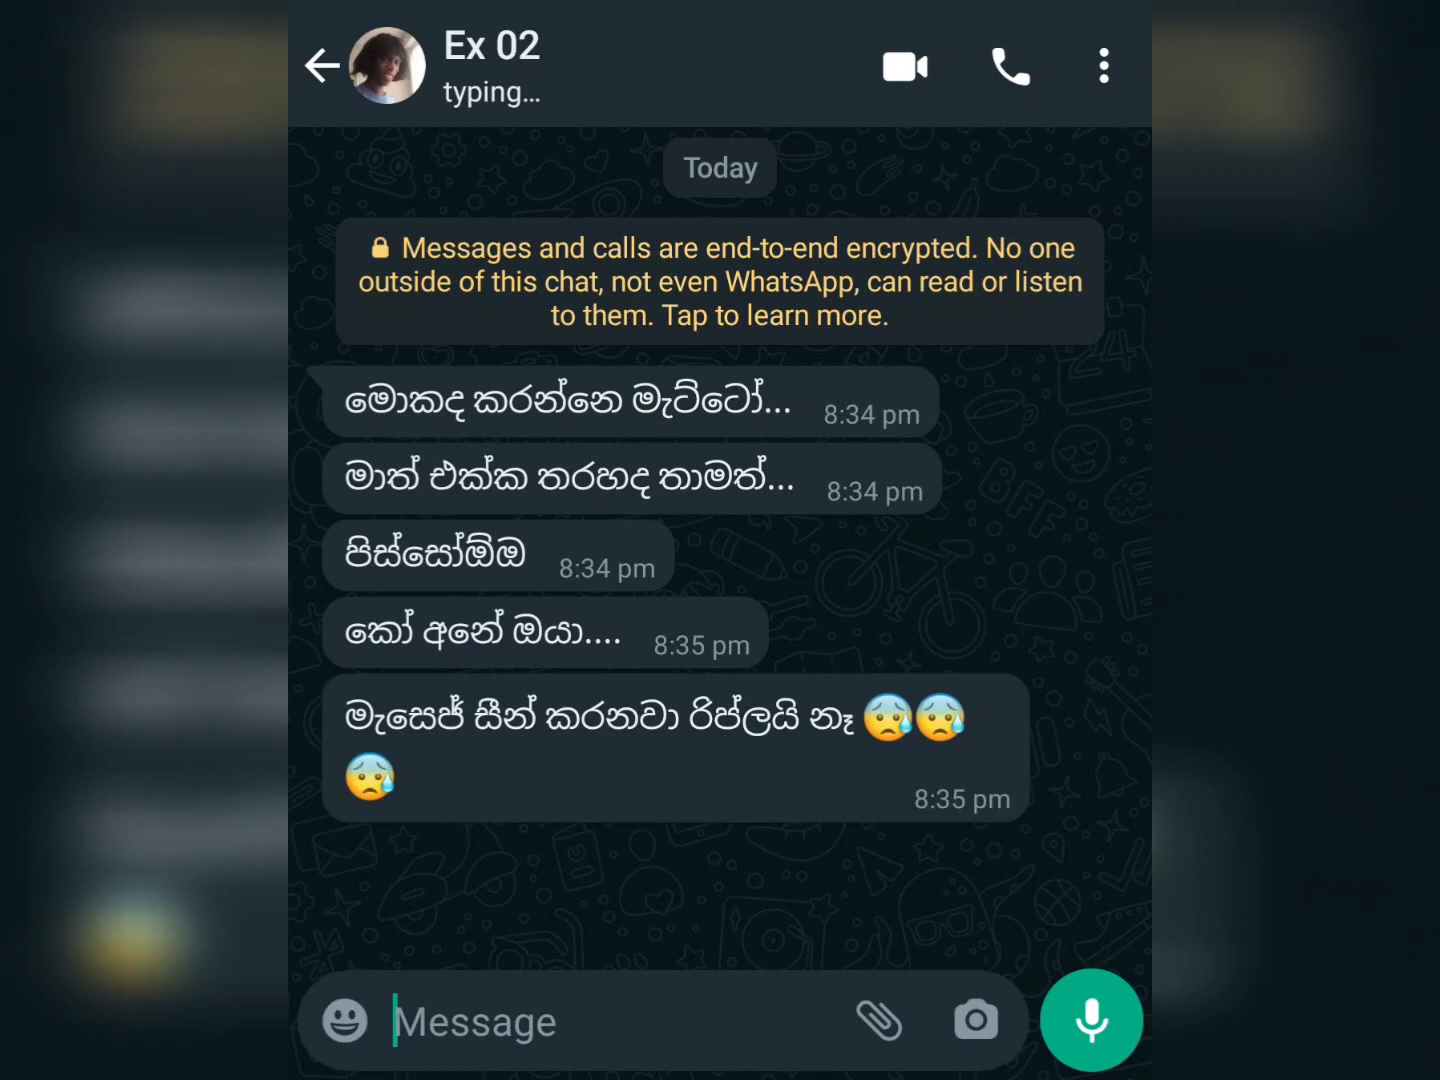 Ex 02
typing...
Today
Messages and calls are end-to-end encrypted. No one
outside of this chat, not even WhatsApp, can read or listen
to them. Tap to learn more.
මොකද කරන්නෙ මැට්ටෝ... 8:34 pm
මාත් එක්ක තරහද තාමත්... 8:34 pm
පිස්සෝඕඔ 8:34 pm
කෝ අනේ ඔයා.... 8:35 pm
මැසෙජ් සීන් කරනවා රිප්ලයි නෑ 😰😰
😰
8:35 pm
Message